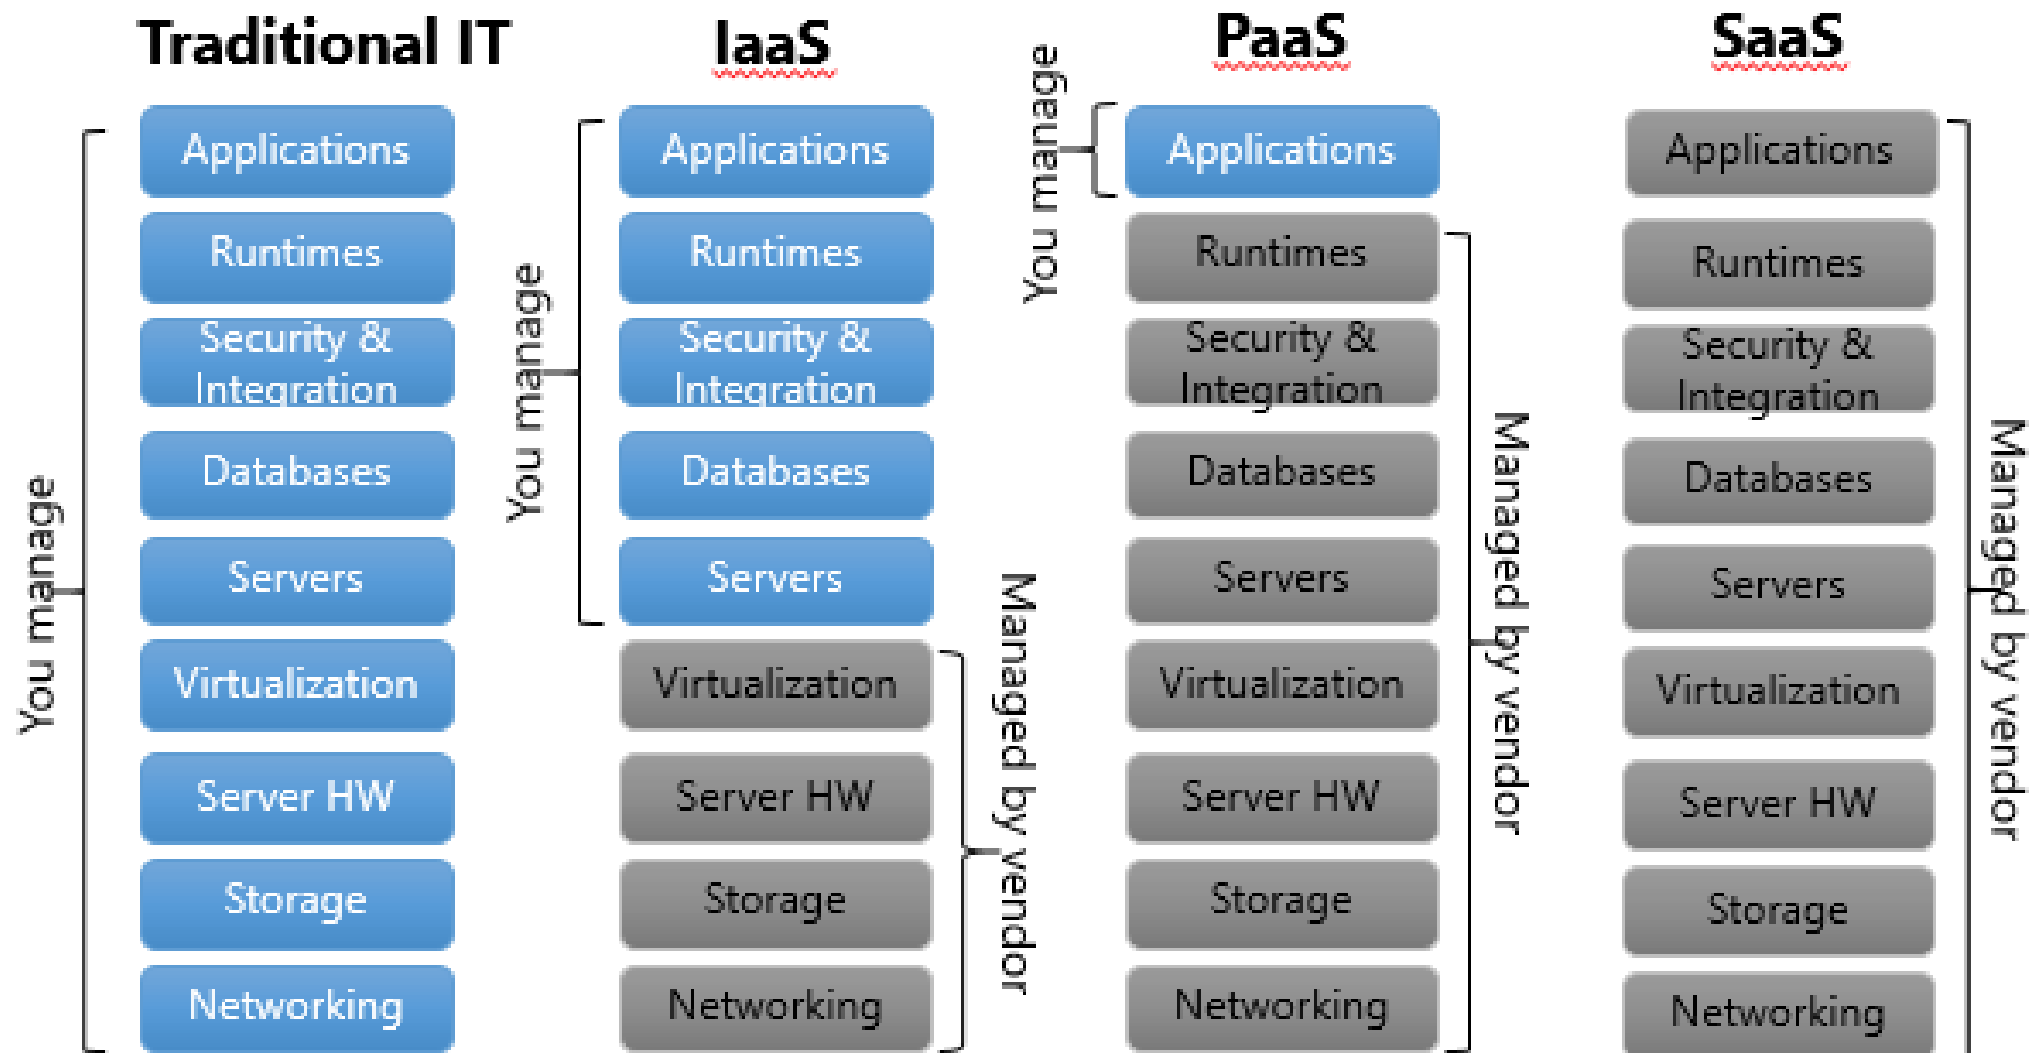 Traditional IT
IaaS
PaaS
SaaS
You manage
Applications
Runtimes
Security &
Integration
Databases
Servers
Virtualization
Server HW
Storage
Networking
You manage
Applications
Runtimes
Security &
Integration
Databases
Servers
Virtualization
Server HW
Storage
Networking
Managed by vendor
You manage
Applications
Runtimes
Security &
Integration
Databases
Servers
Virtualization
Server HW
Storage
Networking
Managed by vendor
Applications
Runtimes
Security &
Integration
Databases
Servers
Virtualization
Server HW
Storage
Networking
Managed by vendor